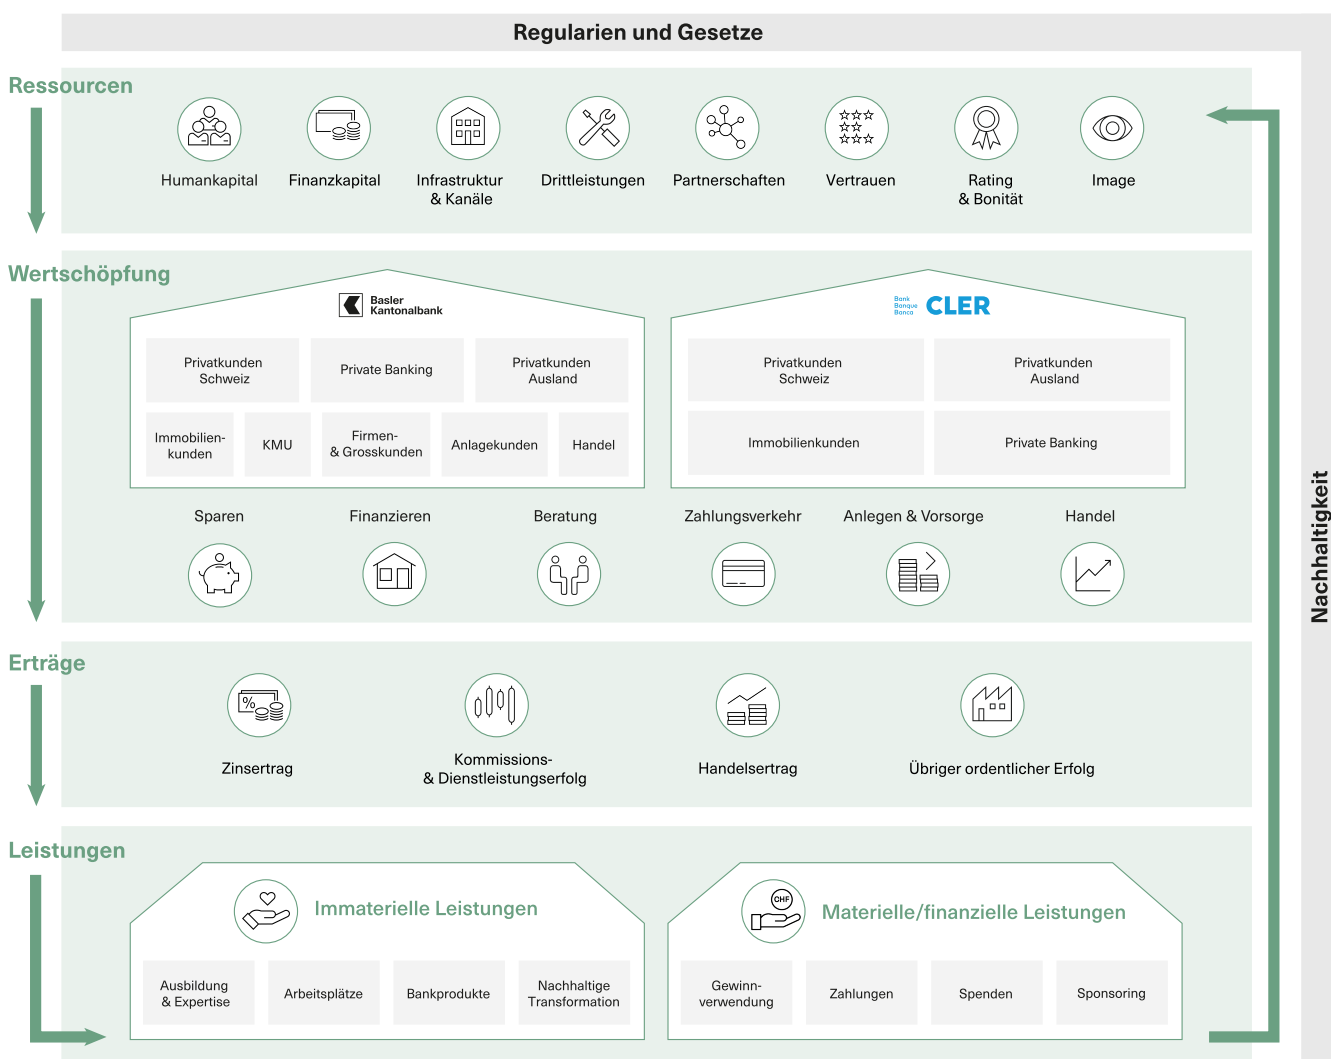 Regularien und Gesetze
Ressourcen
Humankapital
Finanzkapital
Infrastruktur
& Kanäle
Drittleistungen
Partnerschaften
Vertrauen
Rating
& Bonität
Image
Wertschöpfung
Basler
Kantonalbank
Privatkunden
Schweiz
Private Banking
Privatkunden
Ausland
Immobilien-
kunden
KMU
Firmen-
& Grosskunden
Anlagekunden
Handel
Bank
Banque
Banca
CLER
Privatkunden
Schweiz
Privatkunden
Ausland
Immobilienkunden
Private Banking
Sparen
Finanzieren
Beratung
Zahlungsverkehr
Anlegen & Vorsorge
Handel
Nachhaltigkeit
Erträge
%
Zinsertrag
Kommissions-
& Dienstleistungserfolg
Handelsertrag
Übriger ordentlicher Erfolg
Leistungen
Immaterielle Leistungen
Ausbildung
& Expertise
Arbeitsplätze
Bankprodukte
Nachhaltige
Transformation
CHF
Materielle/finanzielle Leistungen
Gewinn-
verwendung
Zahlungen
Spenden
Sponsoring